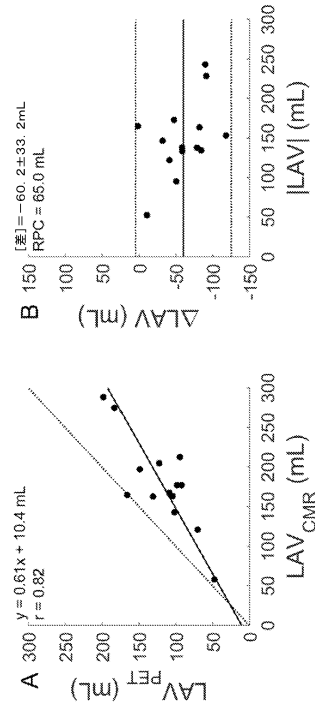 A
y = 0.61x + 10.4 mL
r = 0.82
300
250
200
150
100
50
0
LAV_PET (mL)
0 50 100 150 200 250 300
LAV_CMR (mL)
B
[差]=-60. 2±33. 2mL
RPC = 65.0 mL
150
100
50
0
-50
-100
-150
ΔLAV (mL)
0 50 100 150 200 250 300
|LAV| (mL)